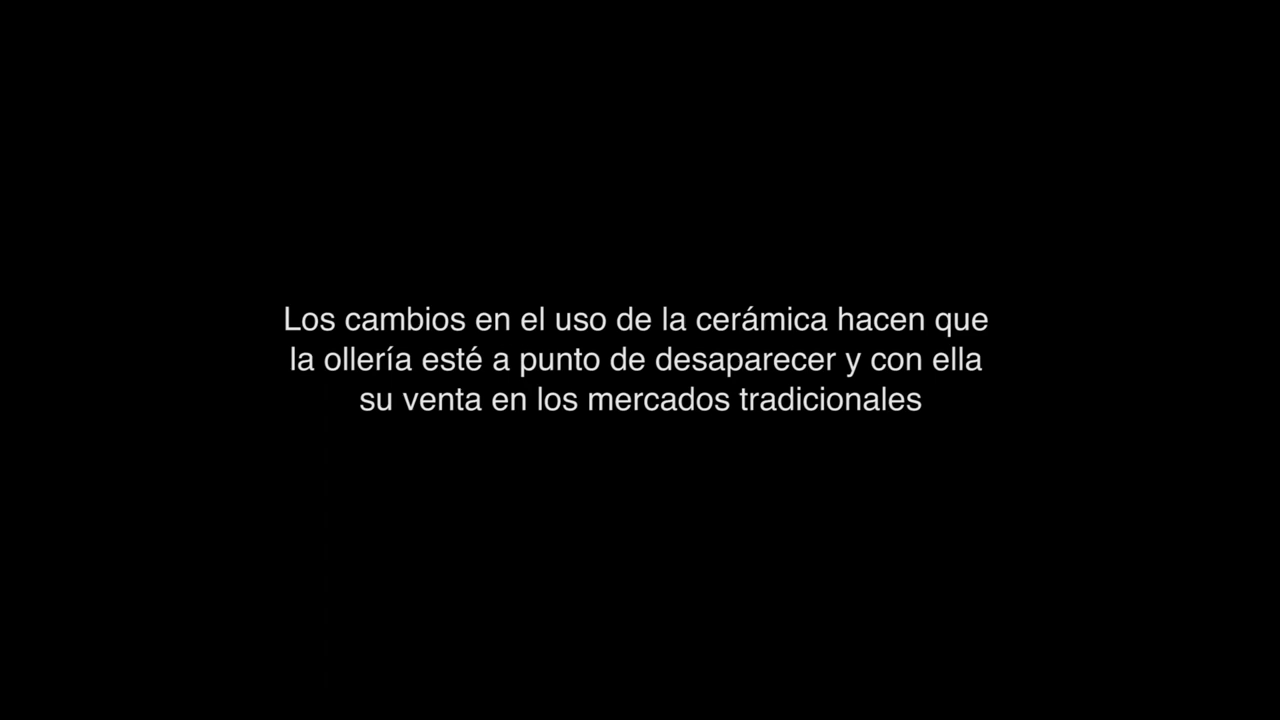 Los cambios en el uso de la cerámica hacen que
la ollería esté a punto de desaparecer y con ella
su venta en los mercados tradicionales